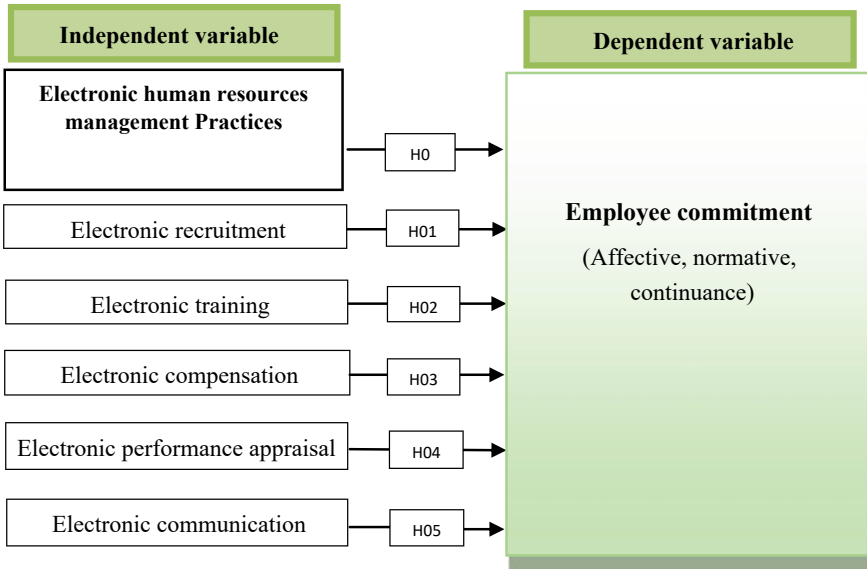 Independent variable
Dependent variable
Electronic human resources
management Practices
H0
Electronic recruitment
H01
Employee commitment
(Affective, normative,
continuance)
Electronic training
H02
Electronic compensation
H03
Electronic performance appraisal
H04
Electronic communication
H05